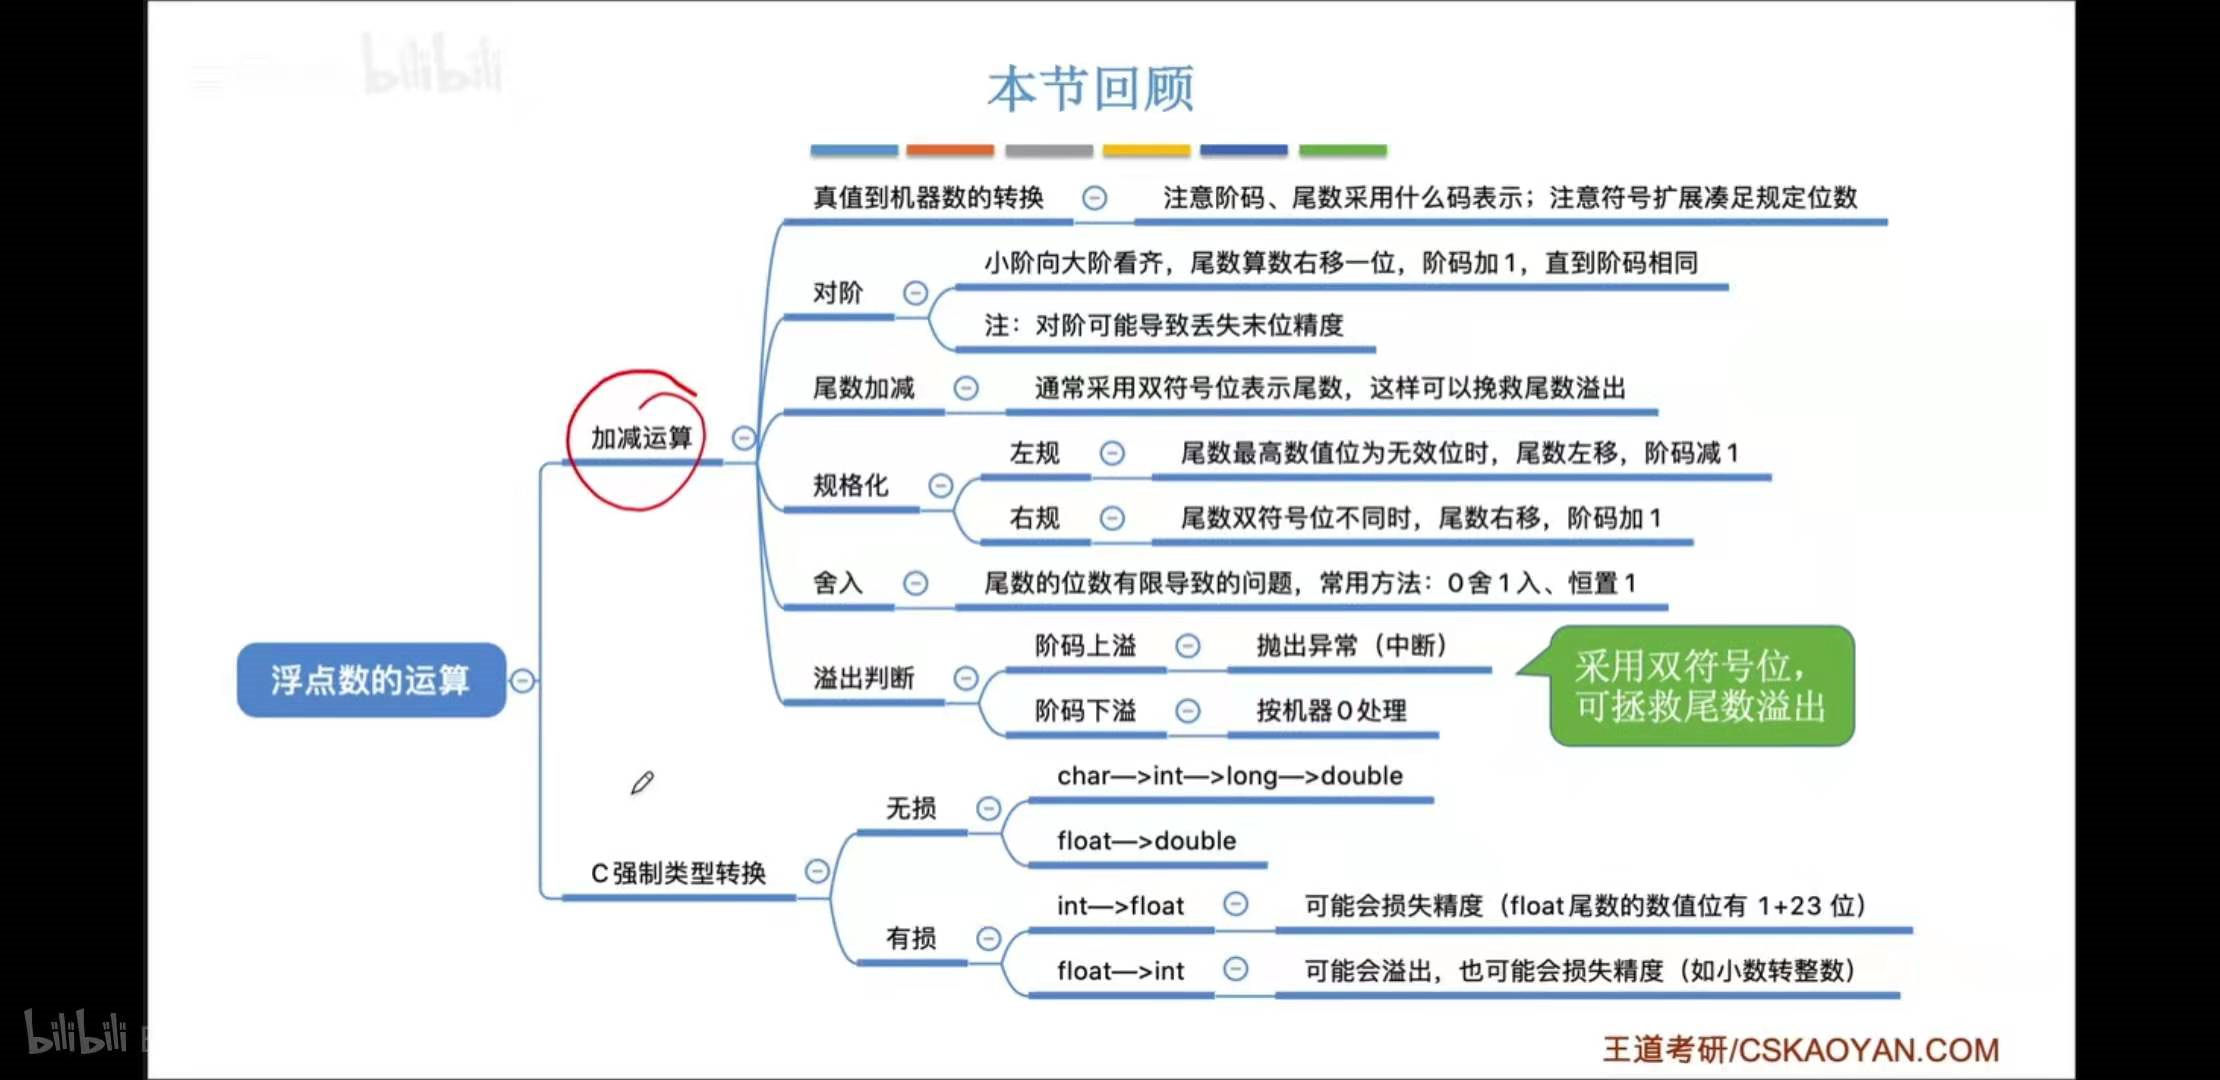 bilibili
本节回顾
真值到机器数的转换
注意阶码、尾数采用什么码表示；注意符号扩展凑足规定位数
对阶
小阶向大阶看齐，尾数算数右移一位，阶码加1，直到阶码相同
注：对阶可能导致丢失末位精度
尾数加减
通常采用双符号位表示尾数，这样可以挽救尾数溢出
加减运算
规格化
左规
尾数最高数值位为无效位时，尾数左移，阶码减1
右规
尾数双符号位不同时，尾数右移，阶码加1
舍入
尾数的位数有限导致的问题，常用方法：0舍1入、恒置1
溢出判断
阶码上溢
抛出异常（中断）
阶码下溢
按机器0处理
采用双符号位，
可拯救尾数溢出
浮点数的运算
C强制类型转换
无损
char—>int—>long—>double
float—>double
有损
int—>float
可能会损失精度（float尾数的数值位有 1+23 位）
float—>int
可能会溢出，也可能会损失精度（如小数转整数）
bilibili
王道考研/CSKAOYAN.COM